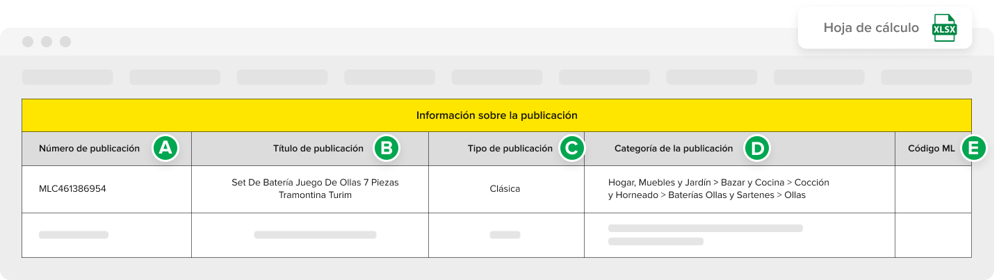 Hoja de cálculo
XLSX
Información sobre la publicación
Número de publicación A
Título de publicación B
Tipo de publicación C
Categoría de la publicación D
Código ML E
MLC461386954
Set De Batería Juego De Ollas 7 Piezas
Tramontina Turim
Clásica
Hogar, Muebles y Jardín > Bazar y Cocina > Cocción
y Horneado > Baterías Ollas y Sartenes > Ollas